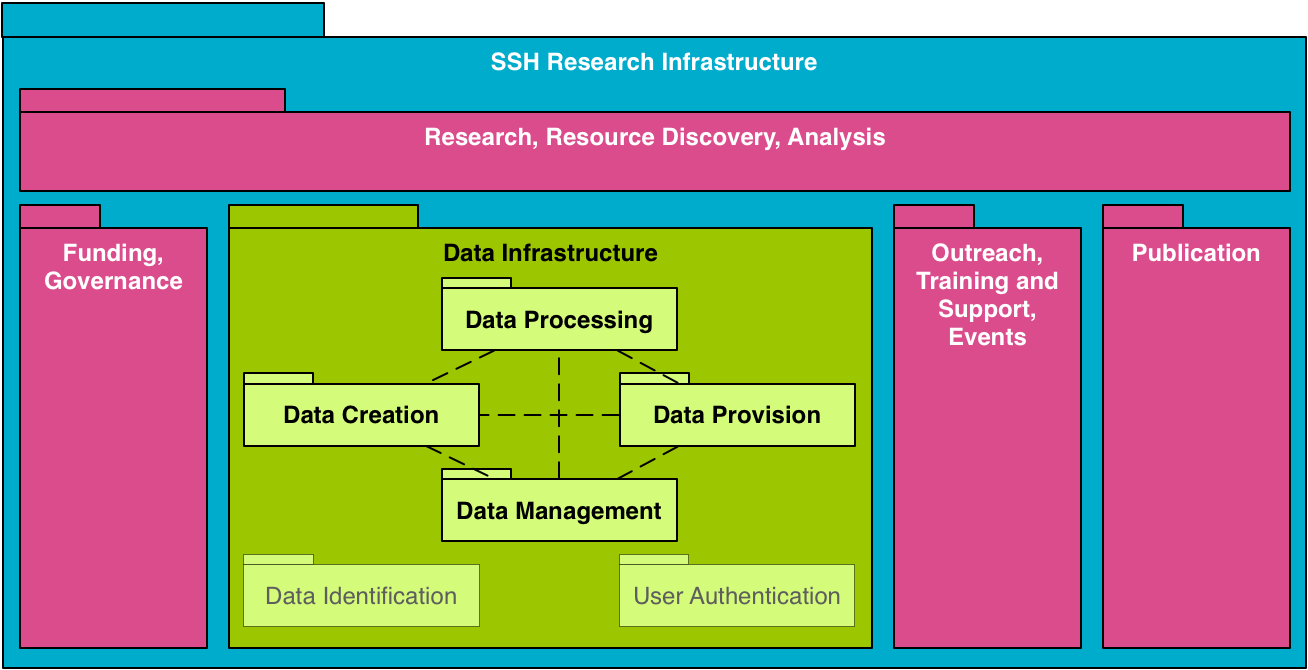 SSH Research Infrastructure
Research, Resource Discovery, Analysis
Funding,
Governance
Data Infrastructure
Data Processing
Data Creation
Data Provision
Data Management
Data Identification
User Authentication
Outreach,
Training and
Support,
Events
Publication